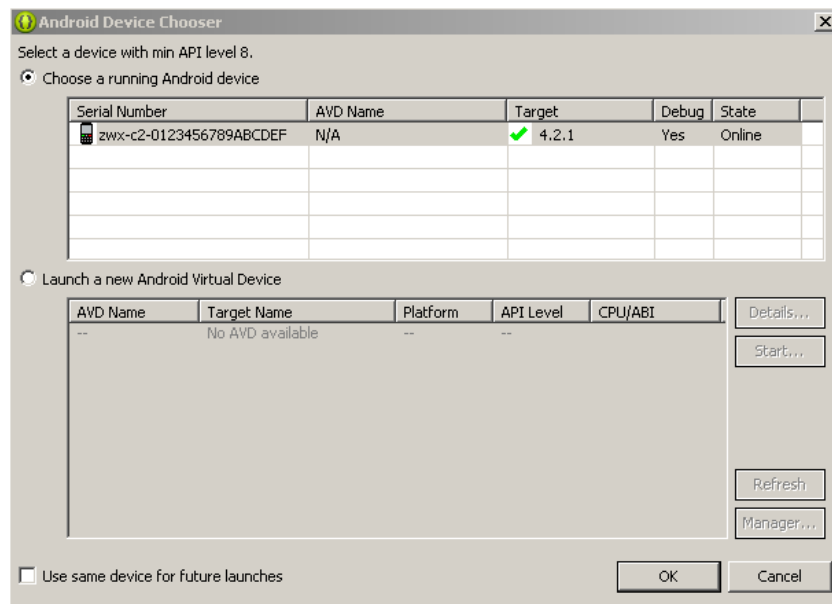 Android Device Chooser
Select a device with min API level 8.
Choose a running Android device
Serial Number AVD Name Target Debug State
zwx-c2-0123456789ABCDEF N/A 4.2.1 Yes Online
Launch a new Android Virtual Device
AVD Name Target Name Platform API Level CPU/ABI Details...
-- No AVD available -- --
Start...
Refresh
Manager...
Use same device for future launches OK Cancel